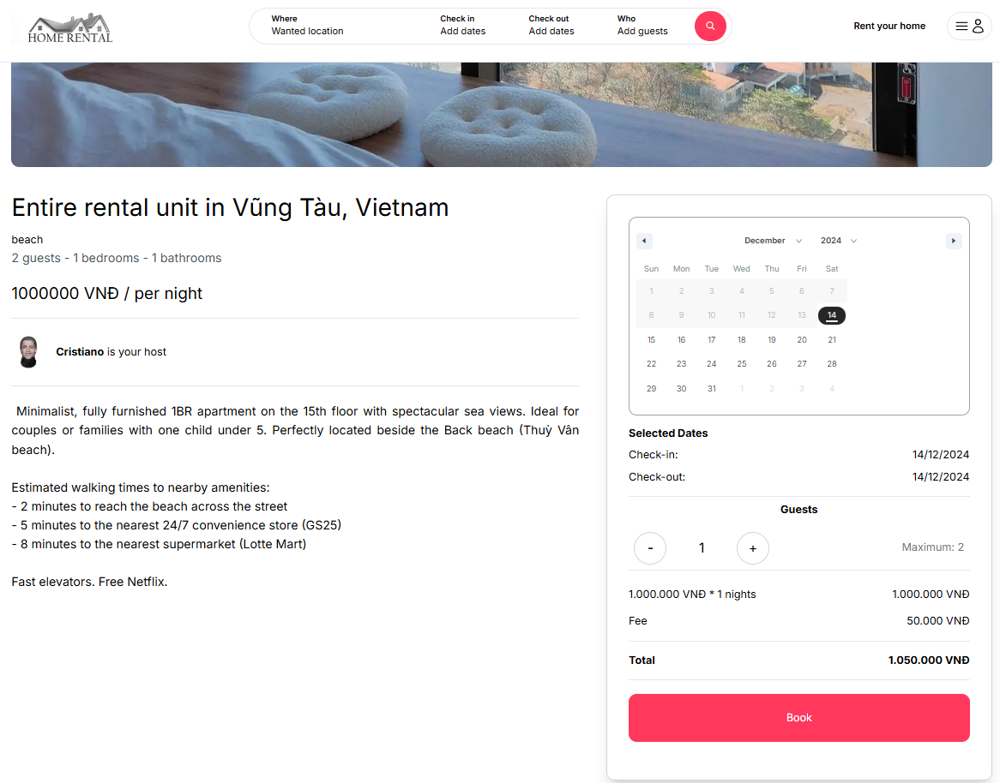 HOME RENTAL
Where
Wanted location
Check in
Add dates
Check out
Add dates
Who
Add guests
Rent your home
Entire rental unit in Vũng Tàu, Vietnam
beach
2 guests - 1 bedrooms - 1 bathrooms
1000000 VNĐ / per night
Cristiano is your host
Minimalist, fully furnished 1BR apartment on the 15th floor with spectacular sea views. Ideal for
couples or families with one child under 5. Perfectly located beside the Back beach (Thuỳ Vân
beach).
Estimated walking times to nearby amenities:
- 2 minutes to reach the beach across the street
- 5 minutes to the nearest 24/7 convenience store (GS25)
- 8 minutes to the nearest supermarket (Lotte Mart)
Fast elevators. Free Netflix.
December 2024
Sun Mon Tue Wed Thu Fri Sat
1 2 3 4 5 6 7
8 9 10 11 12 13 14
15 16 17 18 19 20 21
22 23 24 25 26 27 28
29 30 31 1 2 3 4
Selected Dates
Check-in: 14/12/2024
Check-out: 14/12/2024
Guests
- 1 + Maximum: 2
1.000.000 VNĐ * 1 nights 1.000.000 VNĐ
Fee 50.000 VNĐ
Total 1.050.000 VNĐ
Book